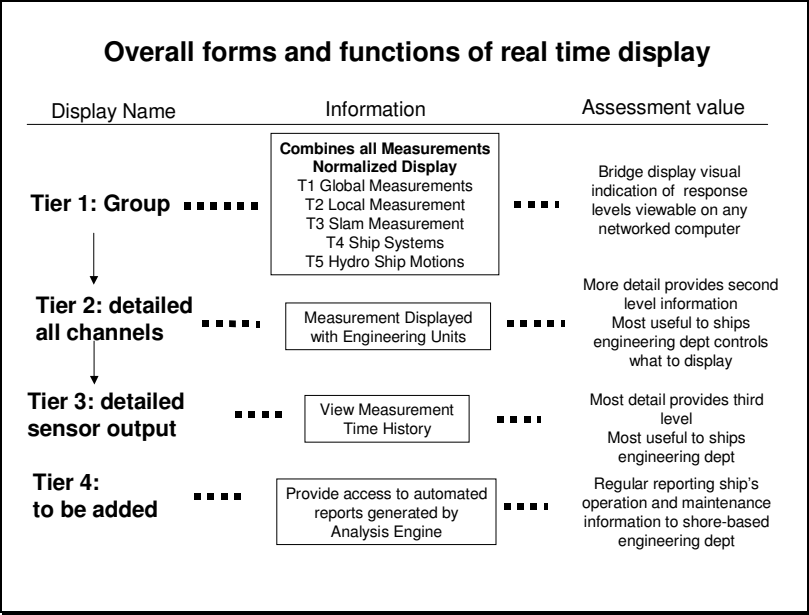 Overall forms and functions of real time display
Display Name
Information
Assessment value
Tier 1: Group
Combines all Measurements
Normalized Display
T1 Global Measurements
T2 Local Measurement
T3 Slam Measurement
T4 Ship Systems
T5 Hydro Ship Motions
Bridge display visual
indication of response
levels viewable on any
networked computer
Tier 2: detailed
all channels
Measurement Displayed
with Engineering Units
More detail provides second
level information
Most useful to ships
engineering dept controls
what to display
Tier 3: detailed
sensor output
View Measurement
Time History
Most detail provides third
level
Most useful to ships
engineering dept
Tier 4:
to be added
Provide access to automated
reports generated by
Analysis Engine
Regular reporting ship's
operation and maintenance
information to shore-based
engineering dept